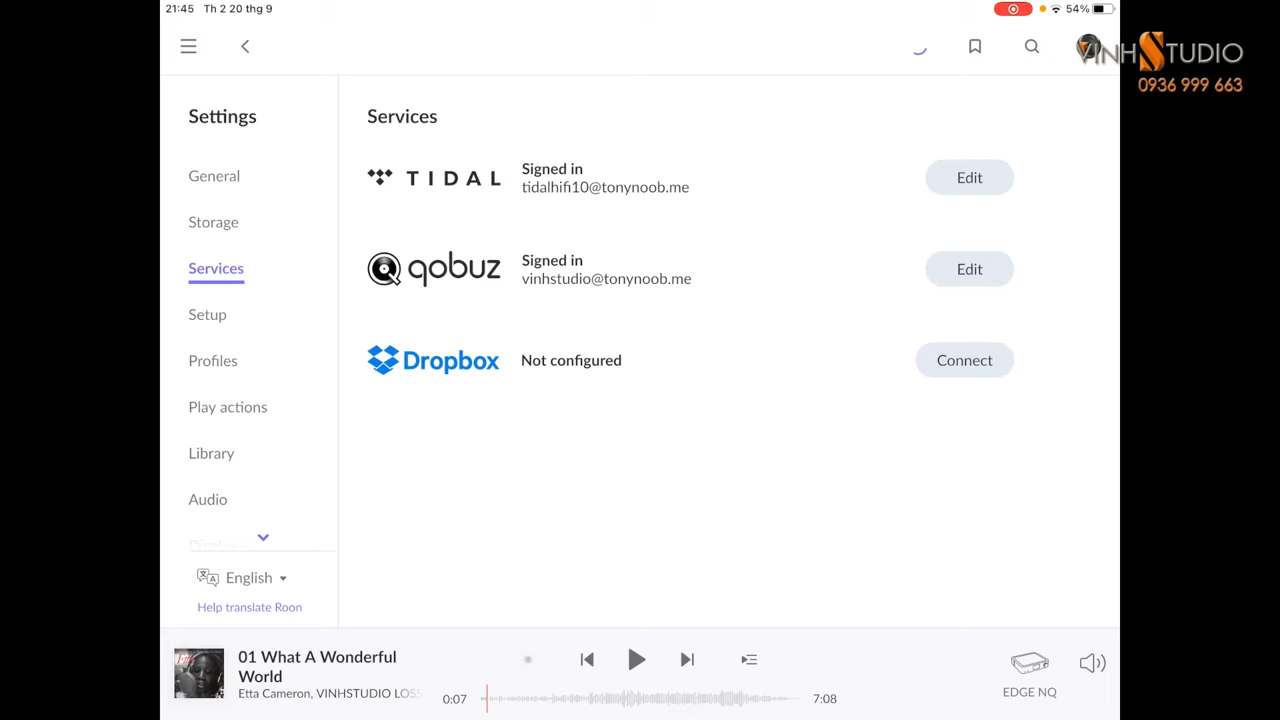 21:45 Th 2 20 thg 9
54%
VINHSTUDIO
0936 999 663
Settings
General
Storage
Services
Setup
Profiles
Play actions
Library
Audio
Display
English
Help translate Roon
Services
TIDAL
Signed in
tidalhifi10@tonynoob.me
Edit
qobuz
Signed in
vinhstudio@tonynoob.me
Edit
Dropbox
Not configured
Connect
01 What A Wonderful
World
Etta Cameron, VINHSTUDIO LOSS
0:07
7:08
EDGE NQ